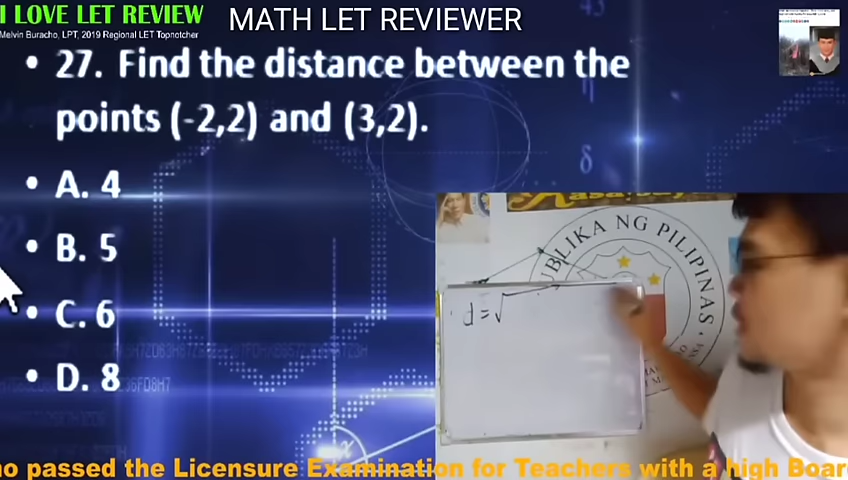 I LOVE LET REVIEW
MATH LET REVIEWER
Melvin Buracho, LPT, 2019 Regional LET Topnotcher
• 27. Find the distance between the
points (-2,2) and (3,2).
• A. 4
• B. 5
• C. 6
• D. 8
UBLIKA NG PILIPINAS
d = √
o passed the Licensure Examination for Teachers with a high Boar